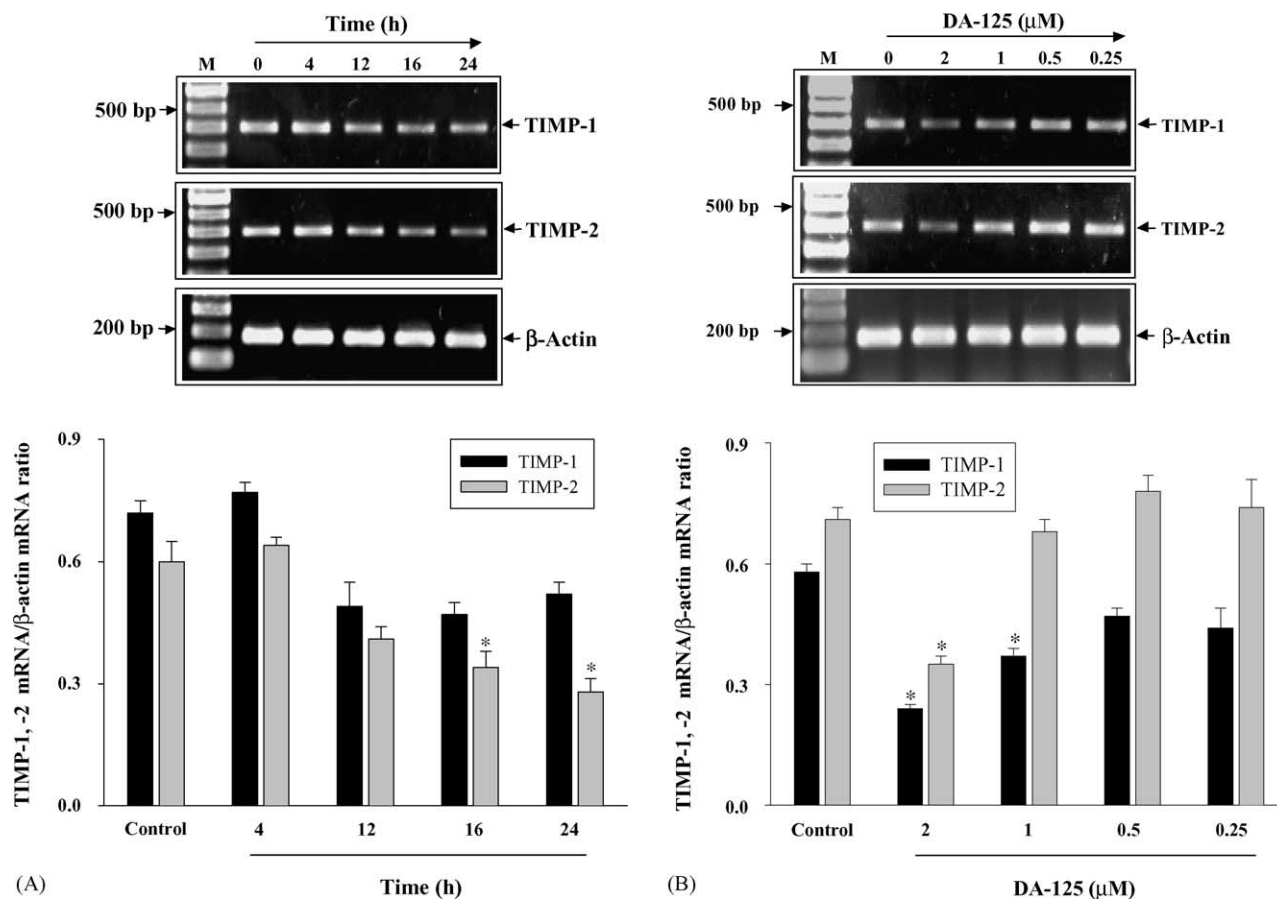 Time (h)
M 0 4 12 16 24
500 bp
TIMP-1
500 bp
TIMP-2
200 bp
β-Actin
TIMP-1, -2 mRNA/β-actin mRNA ratio
0.9
0.6
0.3
0.0
TIMP-1
TIMP-2
*
*
Control 4 12 16 24
Time (h)
(A)
DA-125 (μM)
M 0 2 1 0.5 0.25
500 bp
TIMP-1
500 bp
TIMP-2
200 bp
β-Actin
TIMP-1, -2 mRNA/β-actin mRNA ratio
0.9
0.6
0.3
0.0
TIMP-1
TIMP-2
* * *
Control 2 1 0.5 0.25
DA-125 (μM)
(B)